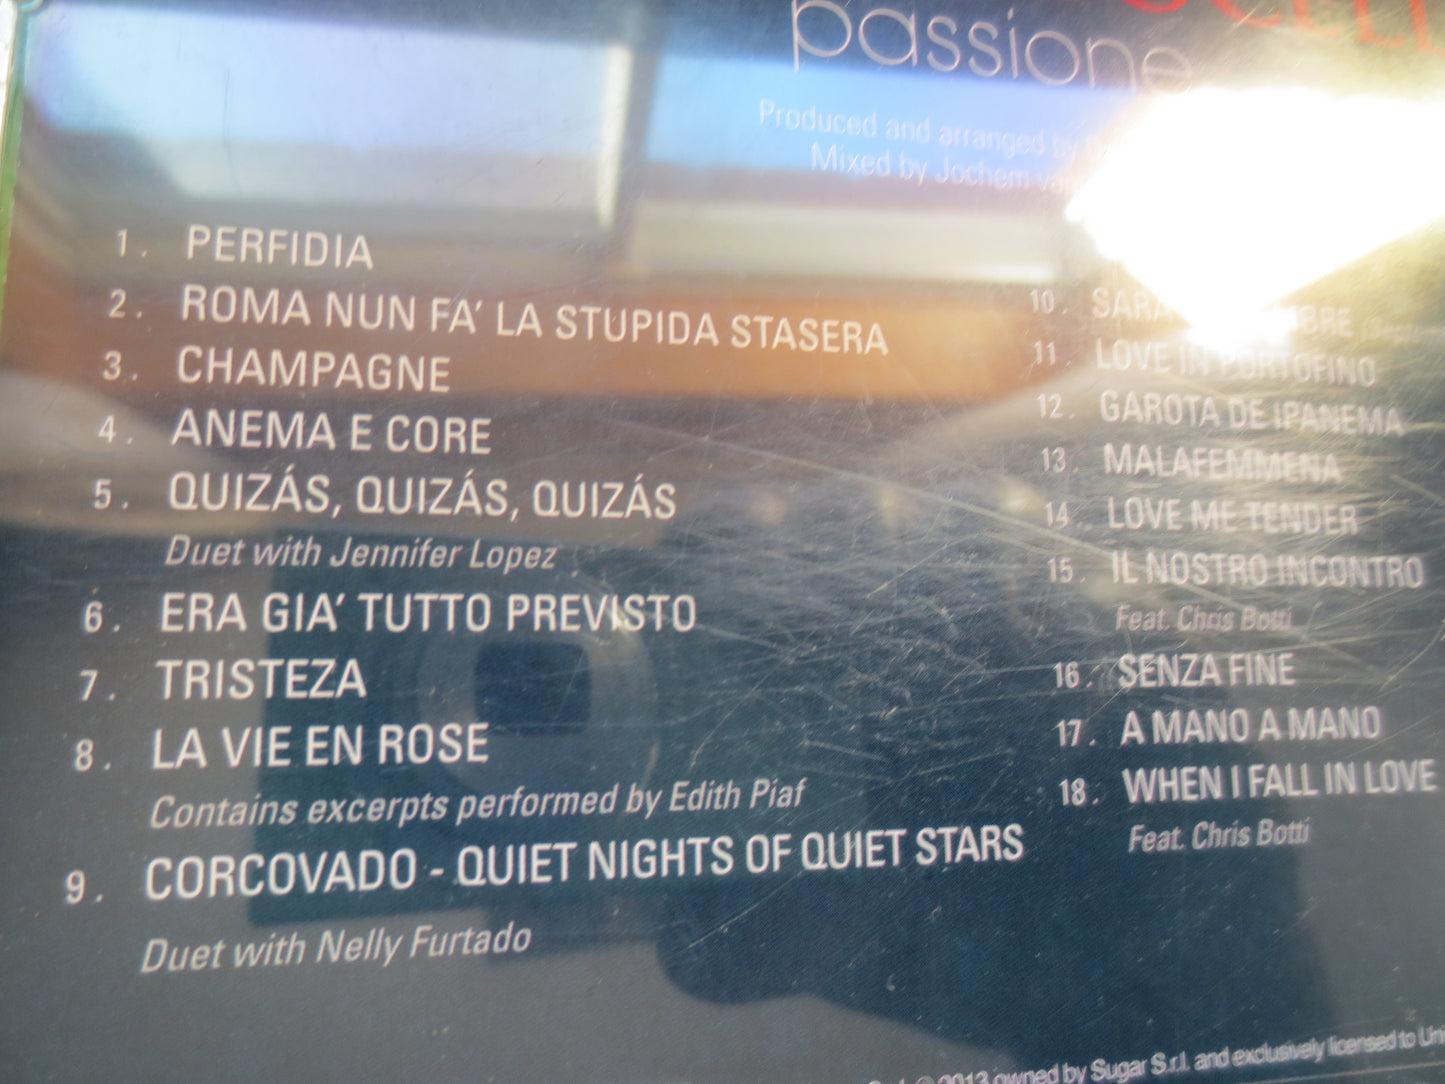 passione
Produced and arranged by
Mixed by Jochem van
1. PERFIDIA
2. ROMA NUN FA' LA STUPIDA STASERA
3. CHAMPAGNE
4. ANEMA E CORE
5. QUIZÁS, QUIZÁS, QUIZÁS
Duet with Jennifer Lopez
6. ERA GIA' TUTTO PREVISTO
7. TRISTEZA
8. LA VIE EN ROSE
Contains excerpts performed by Edith Piaf
9. CORCOVADO - QUIET NIGHTS OF QUIET STARS
Duet with Nelly Furtado
10.
11. LOVE IN PORTOFINO
12. GAROTA DE IPANEMA
13. MALAFEMMENA
14. LOVE ME TENDER
15. IL NOSTRO INCONTRO
Feat. Chris Botti
16. SENZA FINE
17. A MANO A MANO
18. WHEN I FALL IN LOVE
Feat. Chris Botti
2013 owned by Sugar S.r.l. and exclusively licensed to